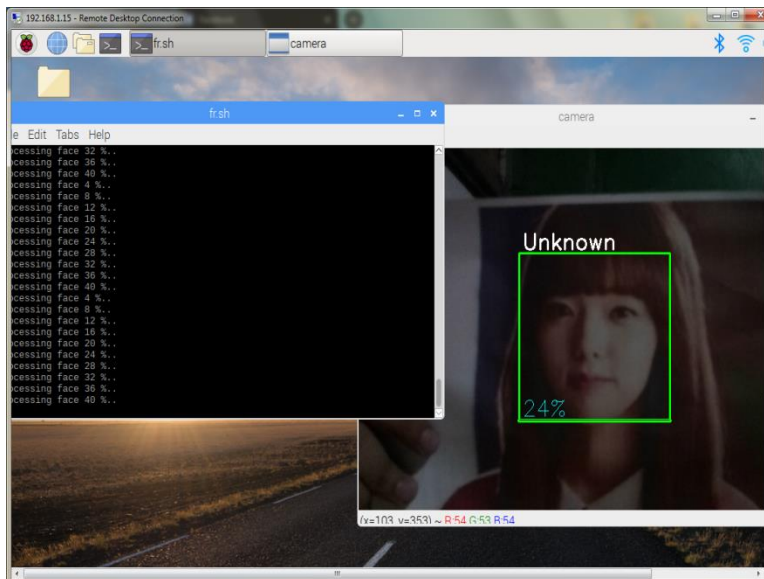 192.168.1.15 - Remote Desktop Connection
fr.sh
camera
fr.sh
camera
e Edit Tabs Help
ocessing face 32 %..
ocessing face 36 %..
ocessing face 40 %..
ocessing face 4 %..
ocessing face 8 %..
ocessing face 12 %..
ocessing face 16 %..
ocessing face 20 %..
ocessing face 24 %..
ocessing face 28 %..
ocessing face 32 %..
ocessing face 36 %..
ocessing face 40 %..
ocessing face 4 %..
ocessing face 8 %..
ocessing face 12 %..
ocessing face 16 %..
ocessing face 20 %..
ocessing face 24 %..
ocessing face 28 %..
ocessing face 32 %..
ocessing face 36 %..
ocessing face 40 %..
Unknown
24%
(x=103, y=353) ~ R:54 G:53 B:54